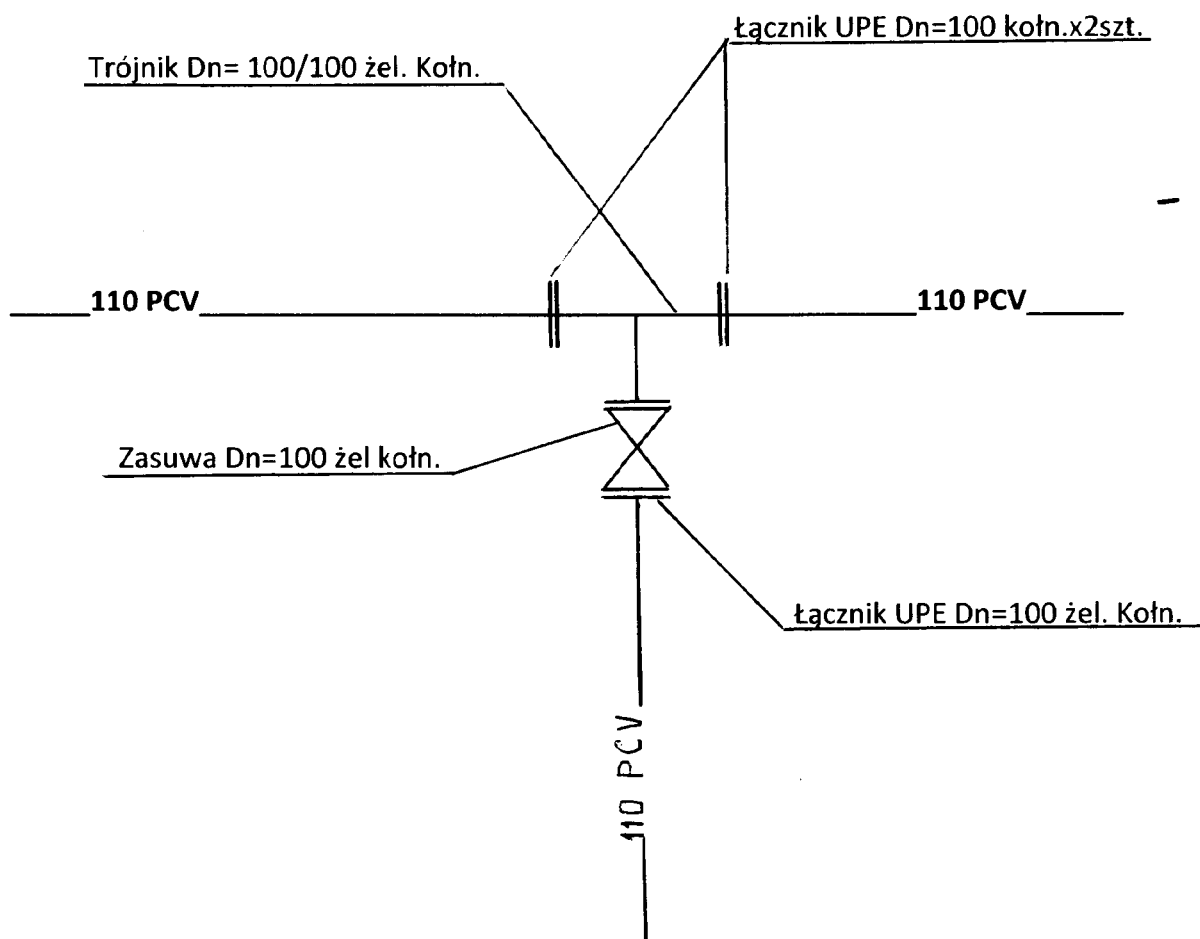 Łącznik UPE Dn=100 kołn.x2szt.
Trójnik Dn= 100/100 żel. Kołn.
110 PCV
110 PCV
Zasuwa Dn=100 żel kołn.
Łącznik UPE Dn=100 żel. Kołn.
110 PCV